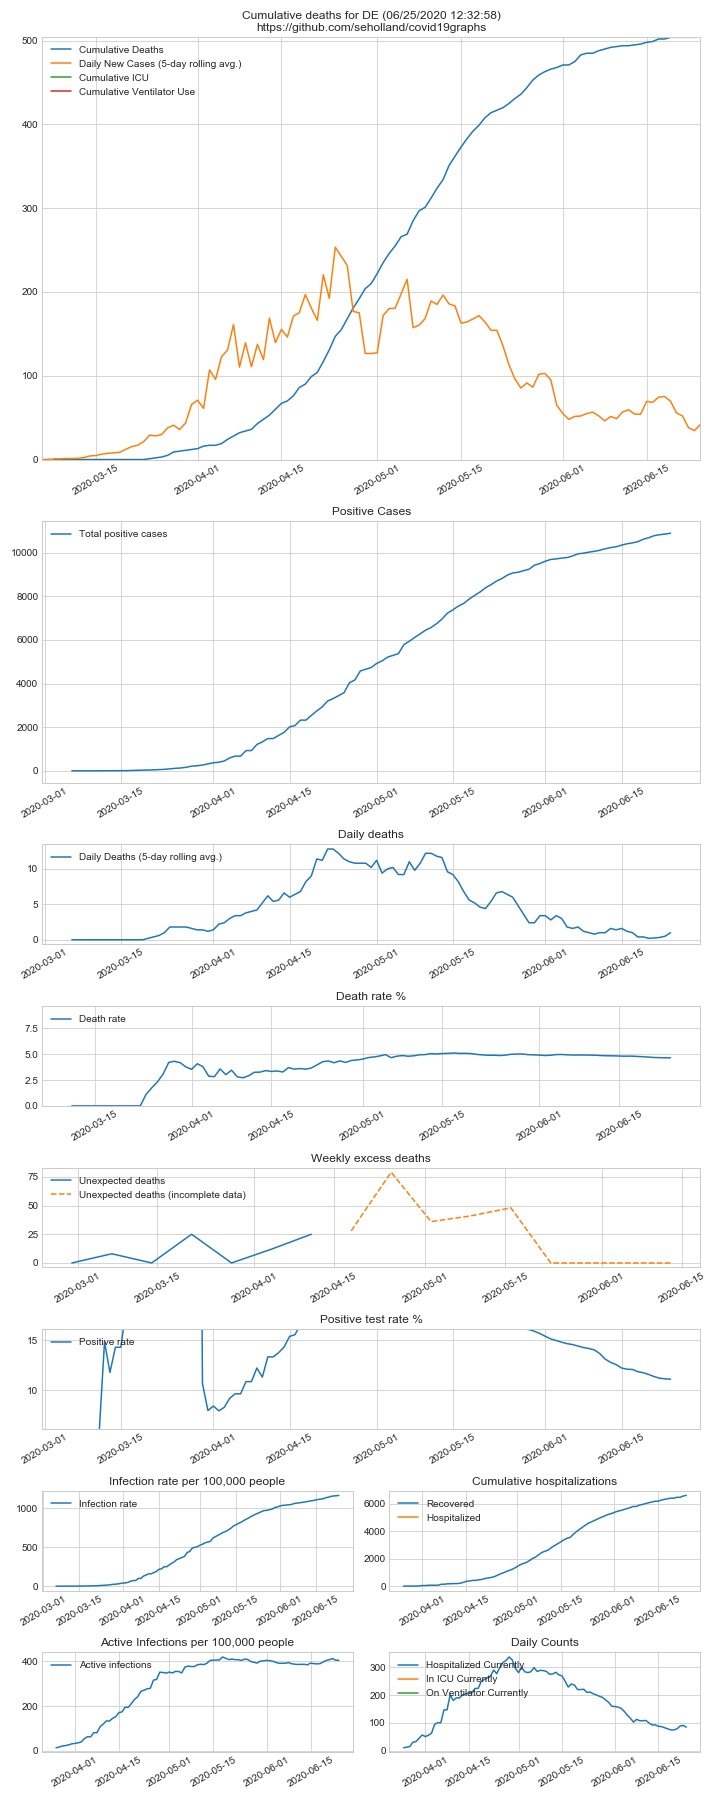 Cumulative deaths for DE (06/25/2020 12:32:58)
https://github.com/seholland/covid19graphs
Cumulative Deaths
Daily New Cases (5-day rolling avg.)
Cumulative ICU
Cumulative Ventilator Use
500
400
300
200
100
0
2020-03-15 2020-04-01 2020-04-15 2020-05-01 2020-05-15 2020-06-01 2020-06-15
Positive Cases
Total positive cases
10000
8000
6000
4000
2000
0
2020-03-01 2020-03-15 2020-04-01 2020-04-15 2020-05-01 2020-05-15 2020-06-01 2020-06-15
Daily deaths
Daily Deaths (5-day rolling avg.)
10
5
0
2020-03-01 2020-03-15 2020-04-01 2020-04-15 2020-05-01 2020-05-15 2020-06-01 2020-06-15
Death rate %
Death rate
7.5
5.0
2.5
0.0
2020-03-15 2020-04-01 2020-04-15 2020-05-01 2020-05-15 2020-06-01 2020-06-15
Weekly excess deaths
Unexpected deaths
Unexpected deaths (incomplete data)
75
50
25
0
2020-03-01 2020-03-15 2020-04-01 2020-04-15 2020-05-01 2020-05-15 2020-06-01 2020-06-15
Positive test rate %
Positive rate
15
10
2020-03-01 2020-03-15 2020-04-01 2020-04-15 2020-05-01 2020-05-15 2020-06-01 2020-06-15
Infection rate per 100,000 people
Infection rate
1000
500
0
2020-03-01 2020-03-15 2020-04-01 2020-04-15 2020-05-01 2020-05-15 2020-06-01 2020-06-15
Cumulative hospitalizations
Recovered
Hospitalized
6000
4000
2000
0
2020-04-01 2020-04-15 2020-05-01 2020-05-15 2020-06-01 2020-06-15
Active Infections per 100,000 people
Active infections
400
200
0
2020-04-01 2020-04-15 2020-05-01 2020-05-15 2020-06-01 2020-06-15
Daily Counts
Hospitalized Currently
In ICU Currently
On Ventilator Currently
300
200
100
0
2020-04-01 2020-04-15 2020-05-01 2020-05-15 2020-06-01 2020-06-15